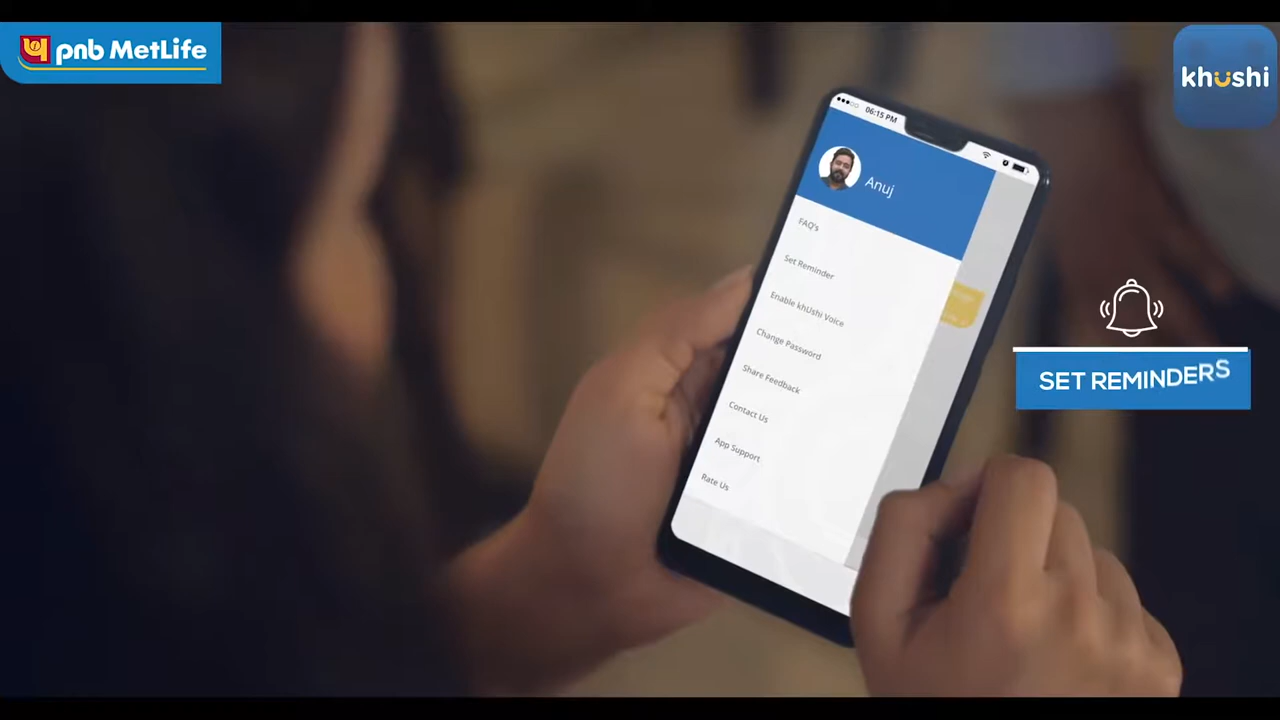 प pnb MetLife
khUshi
06:15 PM
Anuj
FAQ's
Set Reminder
Enable khUshi Voice
Change Password
Share Feedback
Contact Us
App Support
Rate Us
SET REMINDERS